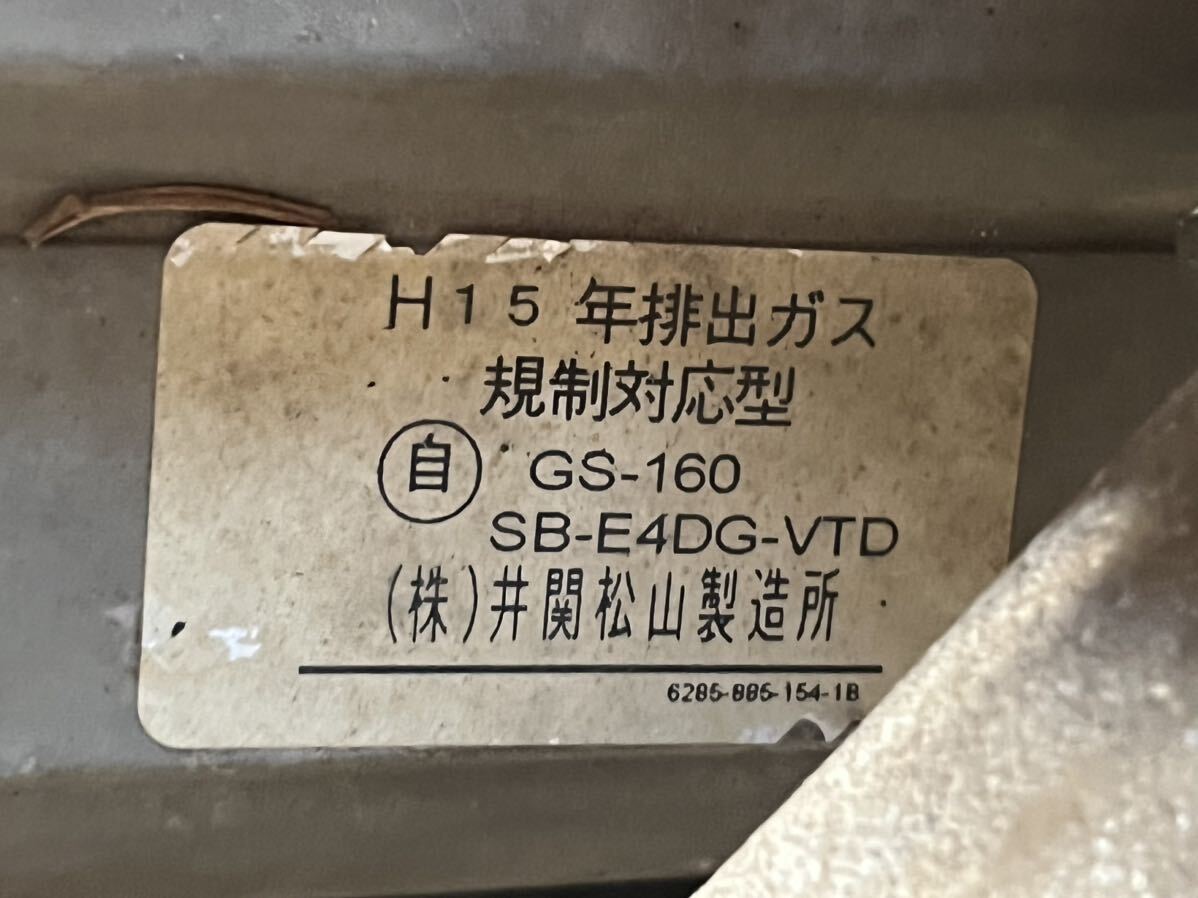 H15 年排出ガス
規制対応型
自 GS-160
SB-E4DG-VTD
(株)井関松山製造所
6285-885-154-1B